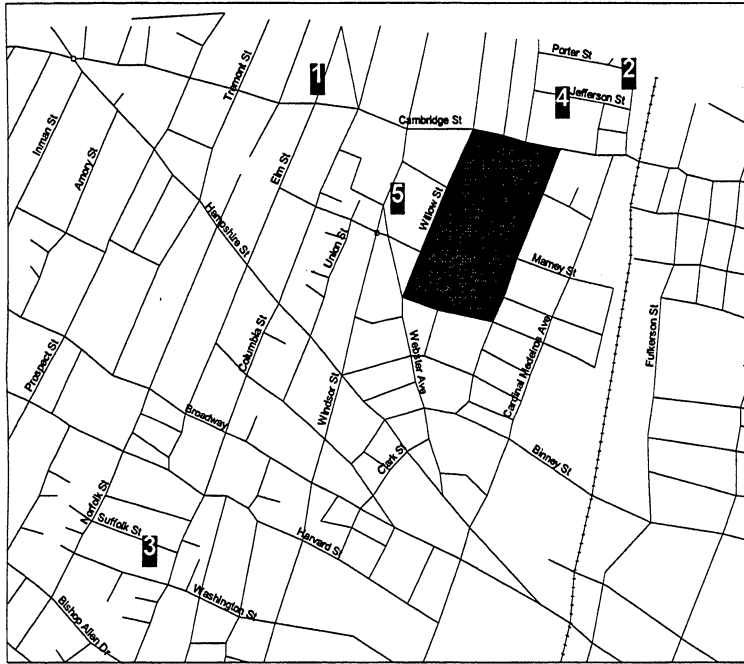 Porter St
2
1
Tremont St
4
Jefferson St
Cambridge St
Inman St
Amory St
Elm St
5
Willow St
Hampshire St
Union St
Marney St
Fulkerson St
Columbia St
Webster Ave
Cardinal Medeiros Ave
Prospect St
Windsor St
Broadway
Clark St
Binney St
Norfolk St
Suffolk St
3
Harvard St
Washington St
Bishop Allen Dr